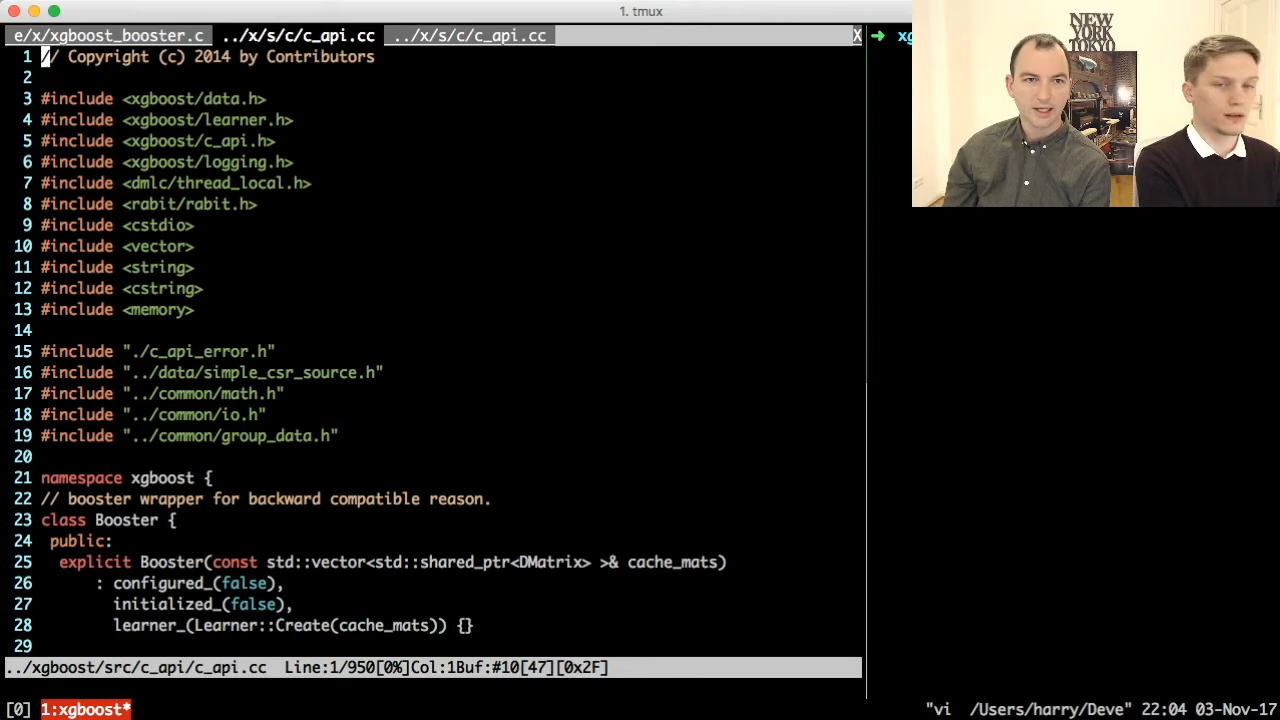 1. tmux
e/x/xgboost_booster.c ../x/s/c/c_api.cc ../x/s/c/c_api.cc X
➜ xg
NEW
YORK
TOKYO
1 // Copyright (c) 2014 by Contributors
2
3 #include <xgboost/data.h>
4 #include <xgboost/learner.h>
5 #include <xgboost/c_api.h>
6 #include <xgboost/logging.h>
7 #include <dmlc/thread_local.h>
8 #include <rabit/rabit.h>
9 #include <cstdio>
10 #include <vector>
11 #include <string>
12 #include <cstring>
13 #include <memory>
14
15 #include "./c_api_error.h"
16 #include "../data/simple_csr_source.h"
17 #include "../common/math.h"
18 #include "../common/io.h"
19 #include "../common/group_data.h"
20
21 namespace xgboost {
22 // booster wrapper for backward compatible reason.
23 class Booster {
24 public:
25 explicit Booster(const std::vector<std::shared_ptr<DMatrix> >& cache_mats)
26 : configured_(false),
27 initialized_(false),
28 learner_(Learner::Create(cache_mats)) {}
29
../xgboost/src/c_api/c_api.cc Line:1/950[0%]Col:1Buf:#10[47][0x2F]
[0] 1:xgboost* "vi /Users/harry/Deve" 22:04 03-Nov-17